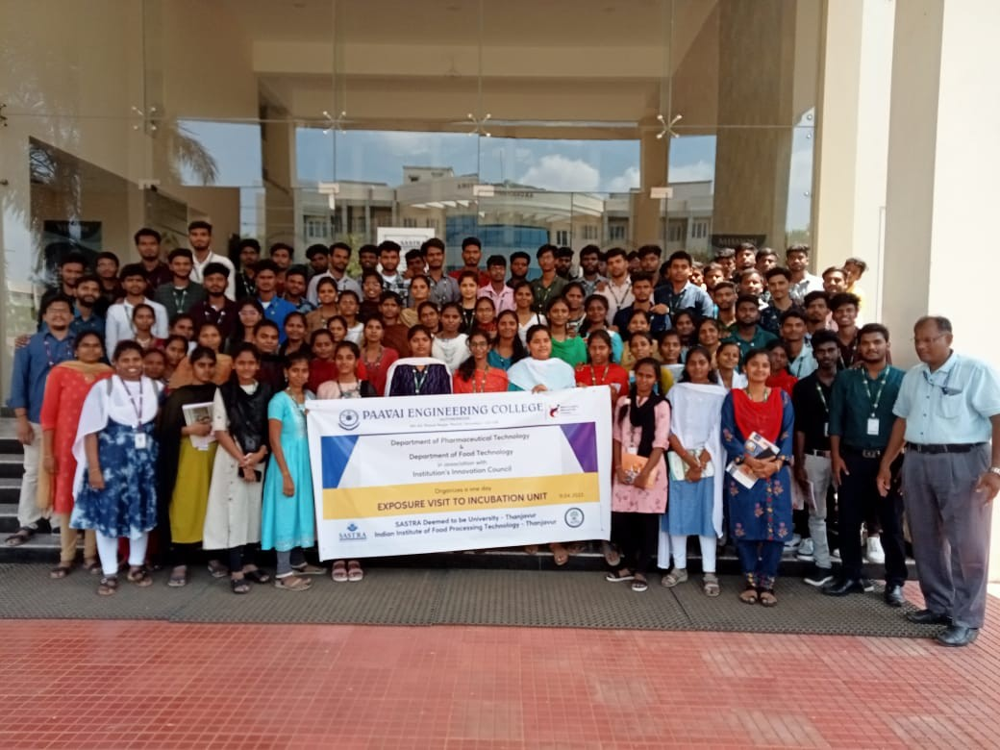 SASTRA
PAAVAI ENGINEERING COLLEGE
AUTONOMOUS
Department of Pharmaceutical Technology
&
Department of Food Technology
in association with
Institution's Innovation Council
Organizes a one day
EXPOSURE VISIT TO INCUBATION UNIT
SASTRA
SASTRA Deemed to be University - Thanjavur
Indian Institute of Food Processing Technology - Thanjavur